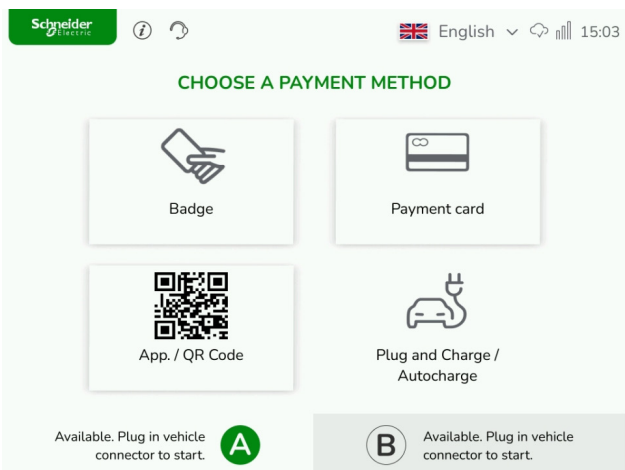 Schneider
Electric
i
English
15:03
CHOOSE A PAYMENT METHOD
Badge
Payment card
App. / QR Code
Plug and Charge /
Autocharge
Available. Plug in vehicle
connector to start.
A
B
Available. Plug in vehicle
connector to start.